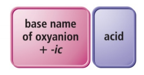 base name
of oxyanion
+ -ic
acid